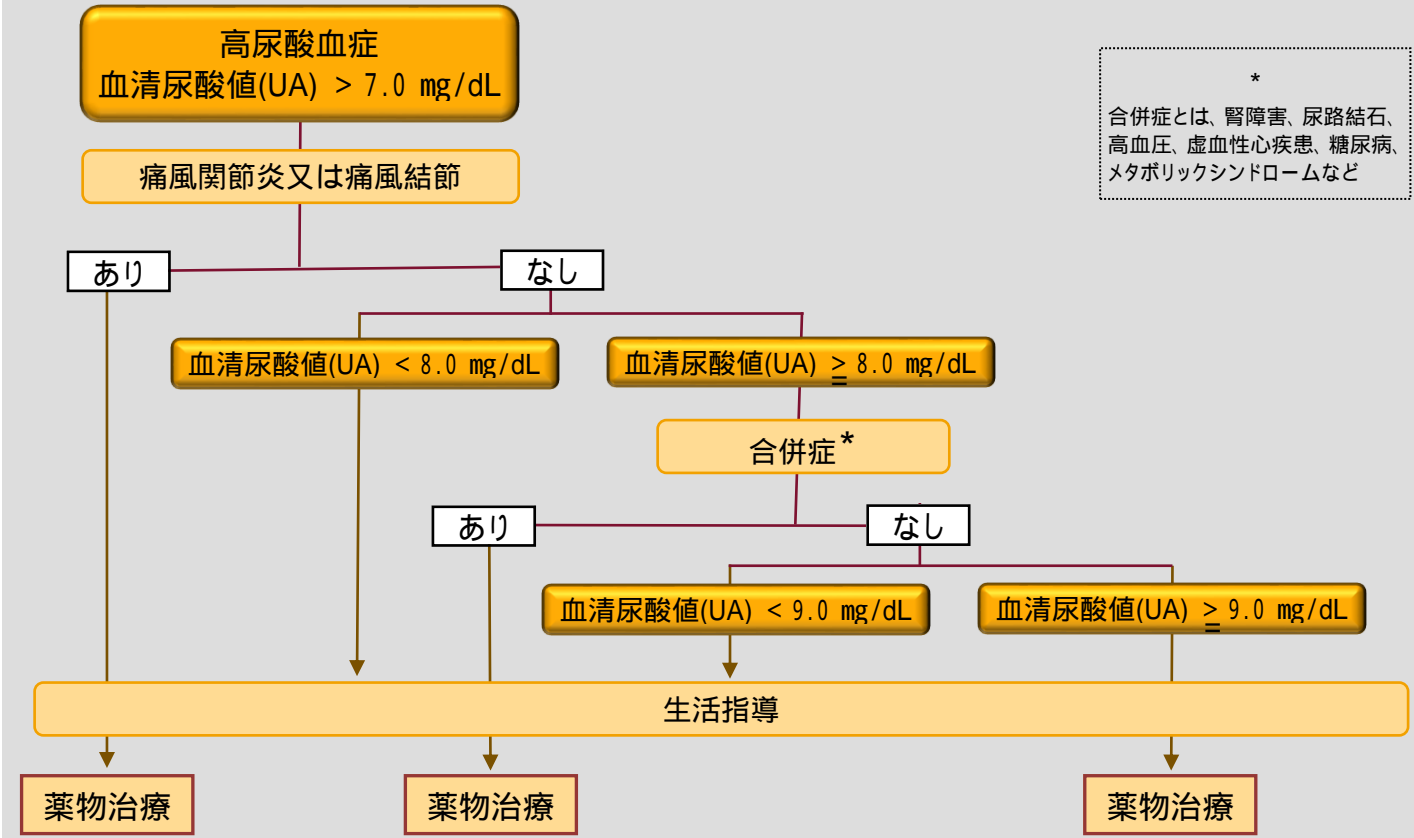 高尿酸血症
血清尿酸値(UA) > 7.0 mg/dL
*
合併症とは、腎障害、尿路結石、
高血圧、虚血性心疾患、糖尿病、
メタボリックシンドロームなど
痛風関節炎又は痛風結節
あり
なし
血清尿酸値(UA) < 8.0 mg/dL
血清尿酸値(UA) ≧ 8.0 mg/dL
合併症*
あり
なし
血清尿酸値(UA) < 9.0 mg/dL
血清尿酸値(UA) ≧ 9.0 mg/dL
生活指導
薬物治療
薬物治療
薬物治療